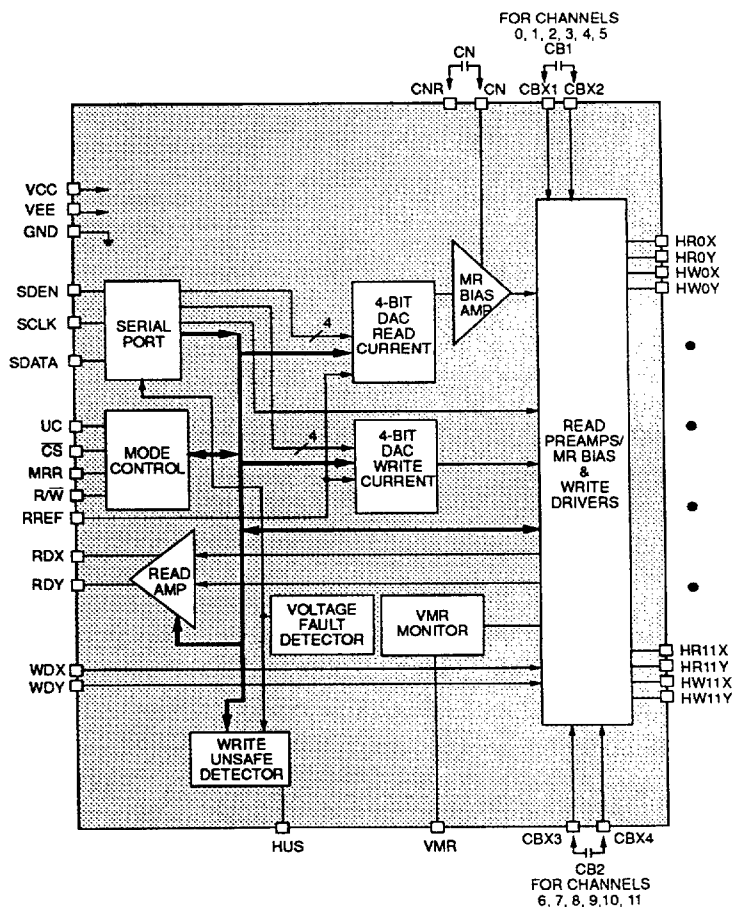 FOR CHANNELS
0, 1, 2, 3, 4, 5
CN
CB1
CNR
CN
CBX1
CBX2
VCC
VEE
GND
SDEN
SCLK
SDATA
UC
CS
MRR
R/W
RREF
RDX
RDY
WDX
WDY
SERIAL
PORT
MODE
CONTROL
READ
AMP
4
4-BIT
DAC
READ
CURRENT
MR
BIAS
AMP
4
4-BIT
DAC
WRITE
CURRENT
VOLTAGE
FAULT
DETECTOR
VMR
MONITOR
WRITE
UNSAFE
DETECTOR
READ
PREAMPS/
MR BIAS
&
WRITE
DRIVERS
HR0X
HR0Y
HW0X
HW0Y
HR11X
HR11Y
HW11X
HW11Y
HUS
VMR
CBX3
CBX4
CB2
FOR CHANNELS
6, 7, 8, 9,10, 11